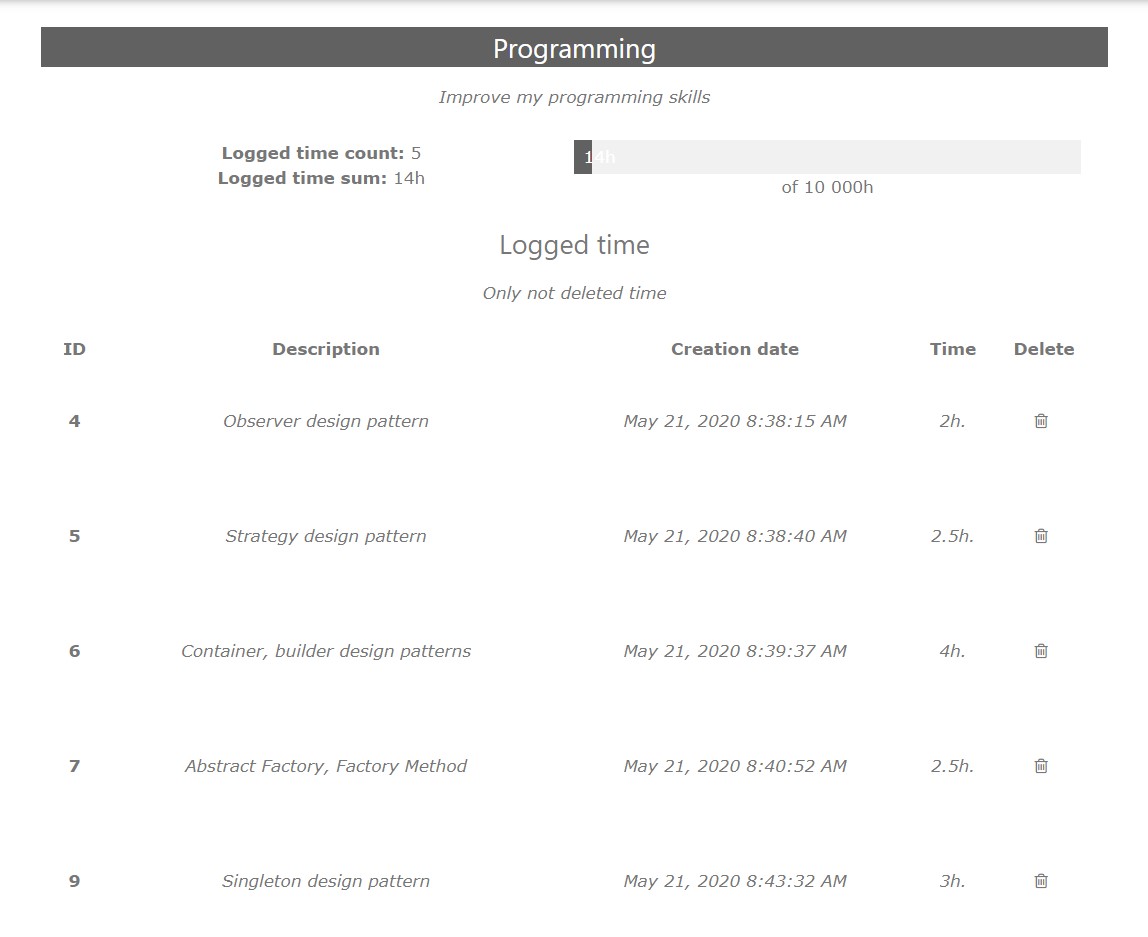 Programming
Improve my programming skills
Logged time count: 5
Logged time sum: 14h
14h
of 10 000h
Logged time
Only not deleted time
ID Description Creation date Time Delete
4 Observer design pattern May 21, 2020 8:38:15 AM 2h.
5 Strategy design pattern May 21, 2020 8:38:40 AM 2.5h.
6 Container, builder design patterns May 21, 2020 8:39:37 AM 4h.
7 Abstract Factory, Factory Method May 21, 2020 8:40:52 AM 2.5h.
9 Singleton design pattern May 21, 2020 8:43:32 AM 3h.